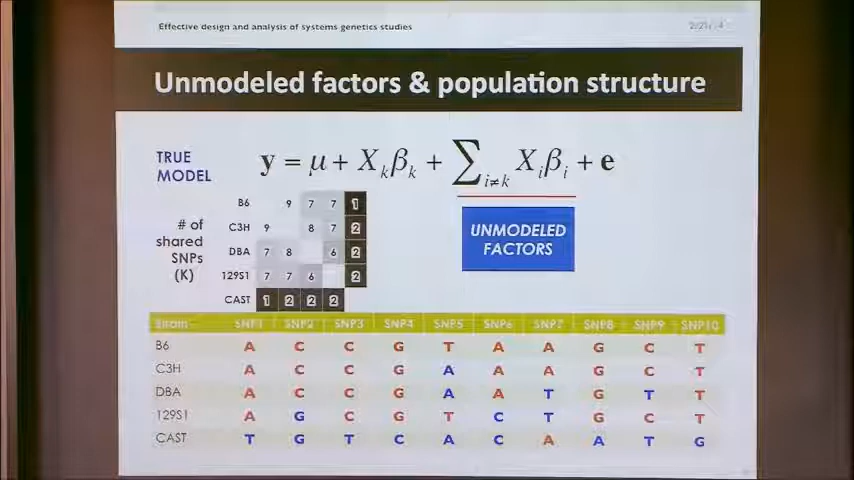 Effective design and analysis of systems genetics studies
Unmodeled factors & population structure
TRUE MODEL
y = μ + X_kβ_k + ∑_{i≠k} X_iβ_i + e
UNMODELED FACTORS
# of shared SNPs (K)
B6 9 7 7 1
C3H 9 8 7 2
DBA 7 8 6 2
129S1 7 7 6 2
CAST 1 2 2 2
Strain SNP1 SNP2 SNP3 SNP4 SNP5 SNP6 SNP7 SNP8 SNP9 SNP10
B6 A C C G T A A G C T
C3H A C C G A A A G C T
DBA A C C G A A T G T T
129S1 A G C G T C T G C T
CAST T G T C A C A A T G